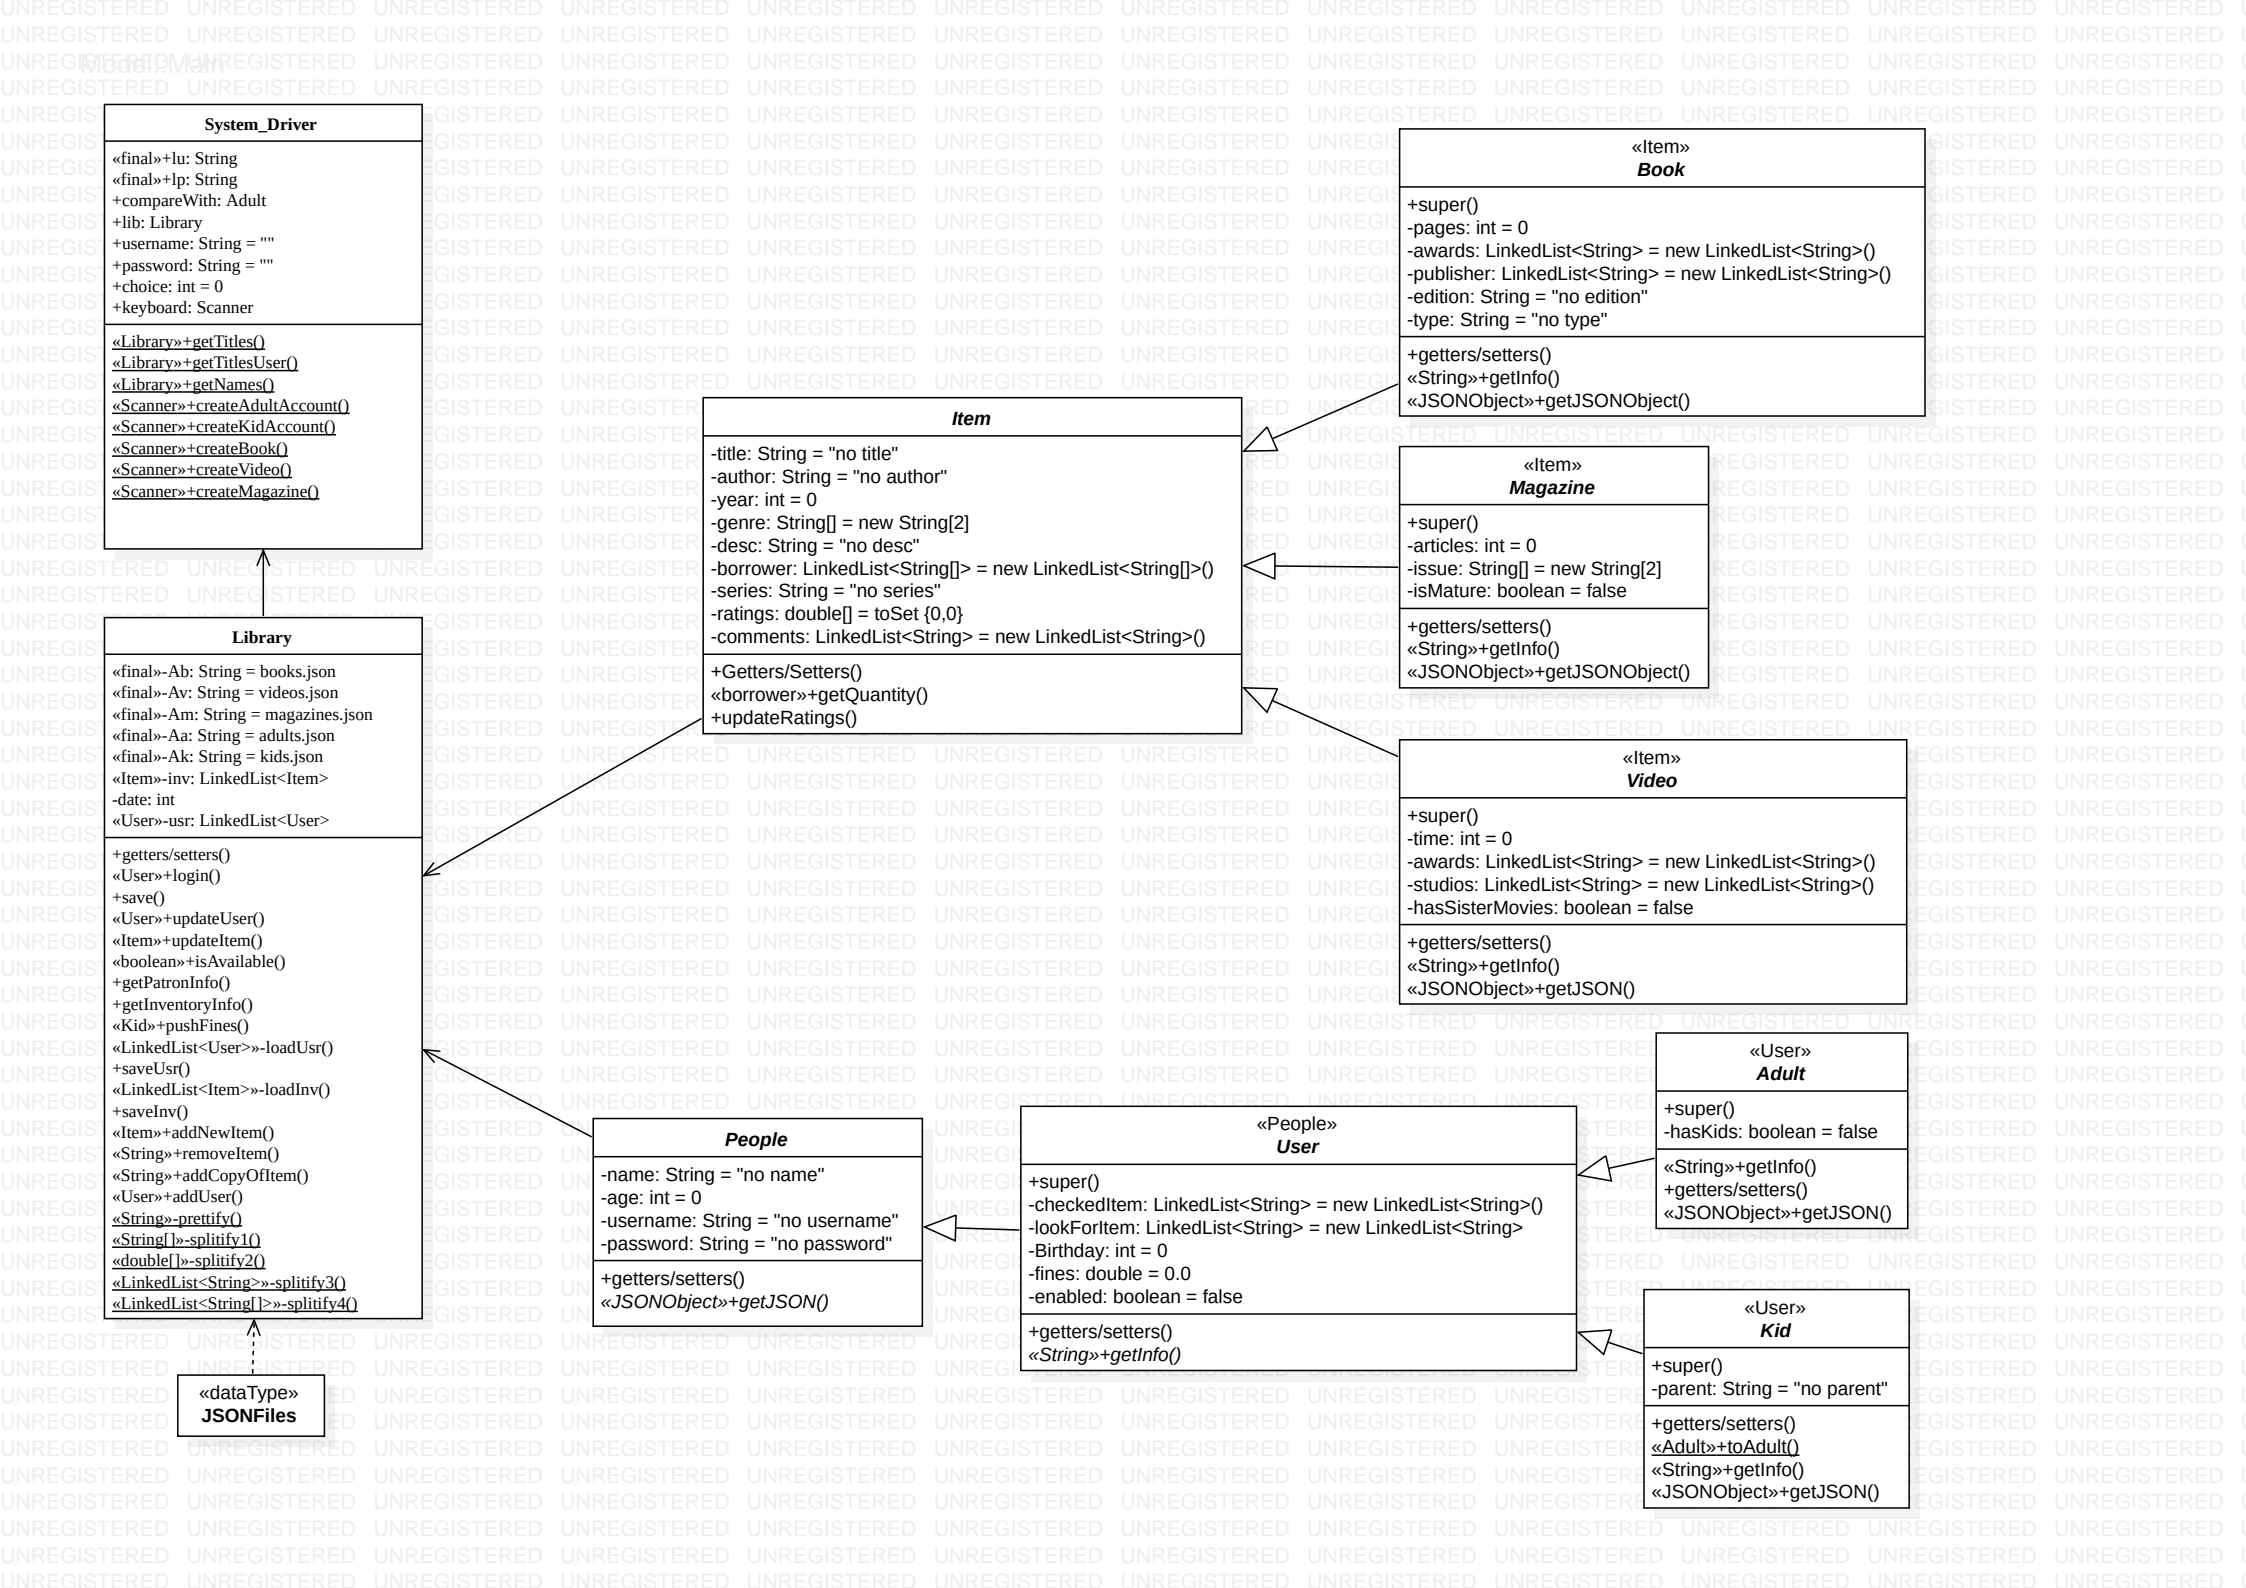 Model::Main
System_Driver
«final»+lu: String
«final»+lp: String
+compareWith: Adult
+lib: Library
+username: String = ""
+password: String = ""
+choice: int = 0
+keyboard: Scanner
«Library»+getTitles()
«Library»+getTitlesUser()
«Library»+getNames()
«Scanner»+createAdultAccount()
«Scanner»+createKidAccount()
«Scanner»+createBook()
«Scanner»+createVideo()
«Scanner»+createMagazine()
Library
«final»-Ab: String = books.json
«final»-Av: String = videos.json
«final»-Am: String = magazines.json
«final»-Aa: String = adults.json
«final»-Ak: String = kids.json
«Item»-inv: LinkedList<Item>
-date: int
«User»-usr: LinkedList<User>
+getters/setters()
«User»+login()
+save()
«User»+updateUser()
«Item»+updateItem()
«boolean»+isAvailable()
+getPatronInfo()
+getInventoryInfo()
«Kid»+pushFines()
«LinkedList<User>»-loadUsr()
+saveUsr()
«LinkedList<Item>»-loadInv()
+saveInv()
«Item»+addNewItem()
«String»+removeItem()
«String»+addCopyOfItem()
«User»+addUser()
«String»-prettify()
«String[]»-splitify1()
«double[]»-splitify2()
«LinkedList<String>»-splitify3()
«LinkedList<String[]>»-splitify4()
«dataType»
JSONFiles
Item
-title: String = "no title"
-author: String = "no author"
-year: int = 0
-genre: String[] = new String[2]
-desc: String = "no desc"
-borrower: LinkedList<String[]> = new LinkedList<String[]>()
-series: String = "no series"
-ratings: double[] = toSet {0,0}
-comments: LinkedList<String> = new LinkedList<String>()
+Getters/Setters()
«borrower»+getQuantity()
+updateRatings()
People
-name: String = "no name"
-age: int = 0
-username: String = "no username"
-password: String = "no password"
+getters/setters()
«JSONObject»+getJSON()
«People»
User
+super()
-checkedItem: LinkedList<String> = new LinkedList<String>()
-lookForItem: LinkedList<String> = new LinkedList<String>
-Birthday: int = 0
-fines: double = 0.0
-enabled: boolean = false
+getters/setters()
«String»+getInfo()
«Item»
Book
+super()
-pages: int = 0
-awards: LinkedList<String> = new LinkedList<String>()
-publisher: LinkedList<String> = new LinkedList<String>()
-edition: String = "no edition"
-type: String = "no type"
+getters/setters()
«String»+getInfo()
«JSONObject»+getJSONObject()
«Item»
Magazine
+super()
-articles: int = 0
-issue: String[] = new String[2]
-isMature: boolean = false
+getters/setters()
«String»+getInfo()
«JSONObject»+getJSONObject()
«Item»
Video
+super()
-time: int = 0
-awards: LinkedList<String> = new LinkedList<String>()
-studios: LinkedList<String> = new LinkedList<String>()
-hasSisterMovies: boolean = false
+getters/setters()
«String»+getInfo()
«JSONObject»+getJSON()
«User»
Adult
+super()
-hasKids: boolean = false
«String»+getInfo()
+getters/setters()
«JSONObject»+getJSON()
«User»
Kid
+super()
-parent: String = "no parent"
+getters/setters()
«Adult»+toAdult()
«String»+getInfo()
«JSONObject»+getJSON()
UNREGISTERED